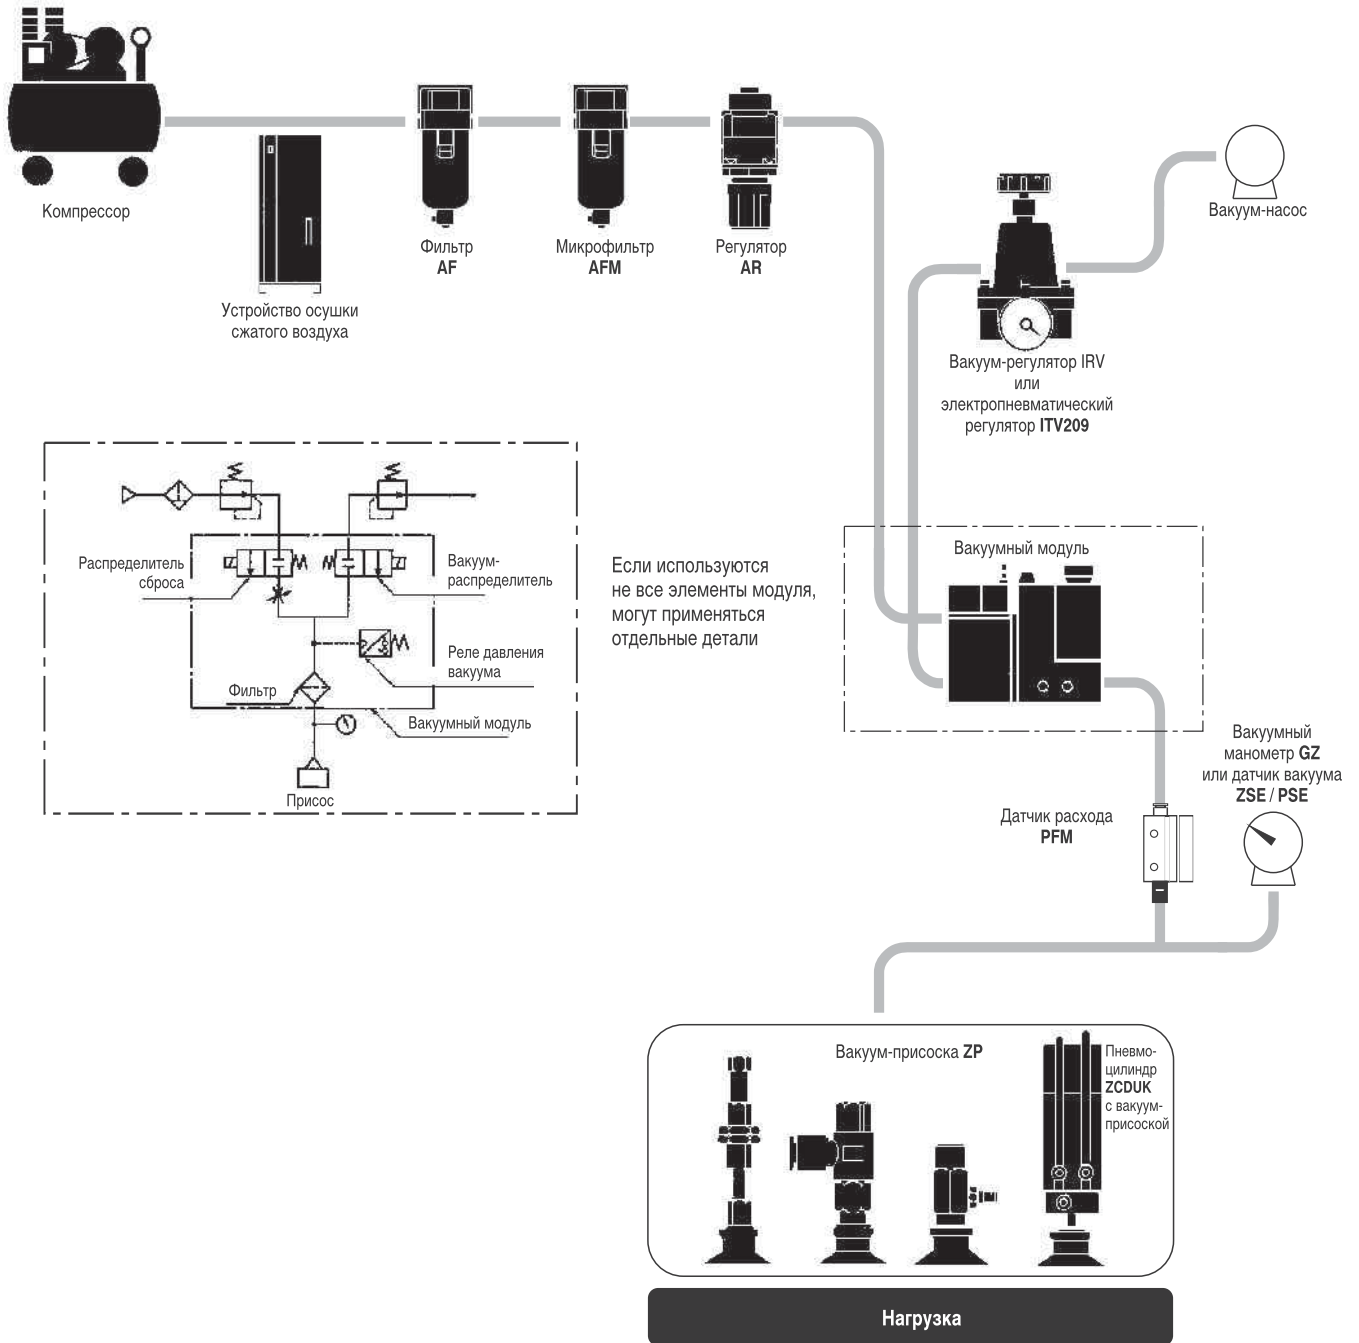 Компрессор
Устройство осушки
сжатого воздуха
Фильтр
AF
Микрофильтр
AFM
Регулятор
AR
Вакуум-насос
Вакуум-регулятор IRV
или
электропневматический
регулятор ITV209
Распределитель
сброса
Вакуум-
распределитель
Реле давления
вакуума
Фильтр
Вакуумный модуль
Присос
Если используются
не все элементы модуля,
могут применяться
отдельные детали
Вакуумный модуль
Вакуумный
манометр GZ
или датчик вакуума
ZSE / PSE
Датчик расхода
PFM
Вакуум-присоска ZP
Пневмо-
цилиндр
ZCDUK
с вакуум-
присоской
Нагрузка